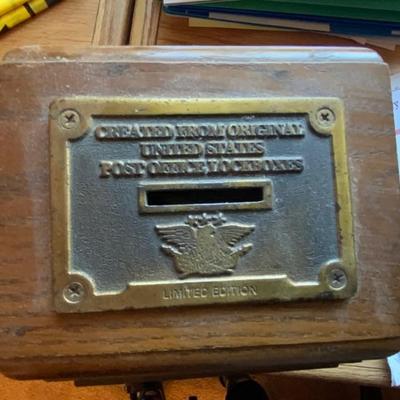 CREATED FROM ORIGINAL
UNITED STATES
POST OFFICE LOCKBOXES
LIMITED EDITION